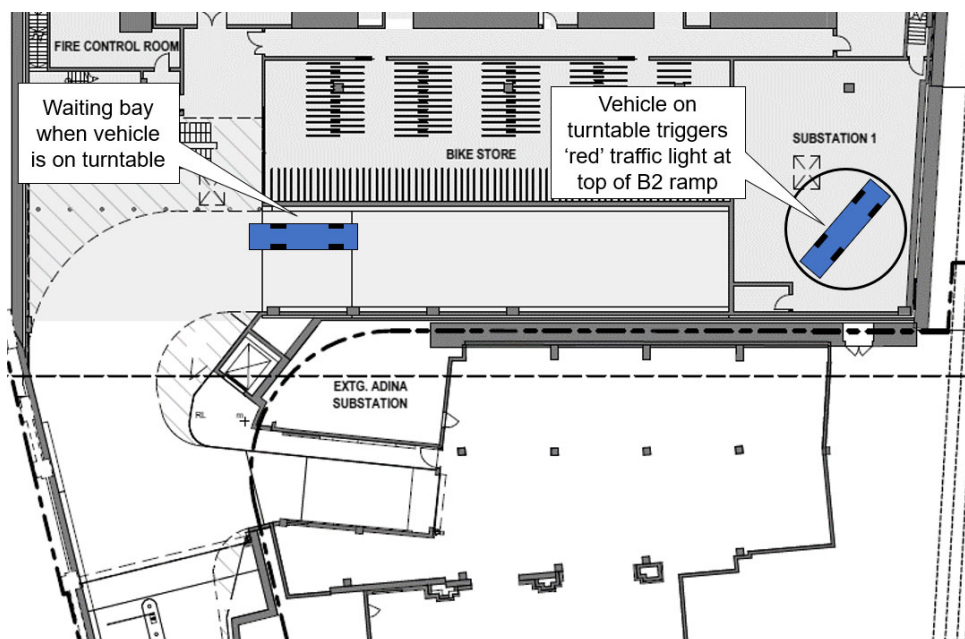 FIRE CONTROL ROOM
Waiting bay
when vehicle
is on turntable
Vehicle on
turntable triggers
‘red’ traffic light at
top of B2 ramp
SUBSTATION 1
BIKE STORE
EXTG. ADINA
SUBSTATION
RL